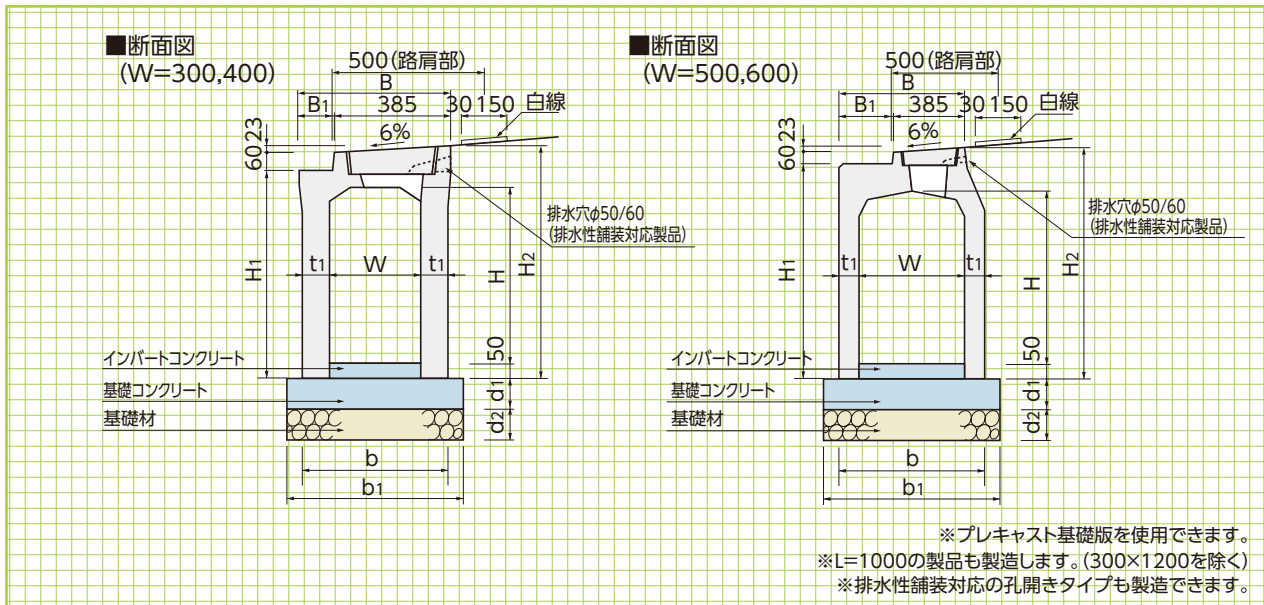 ■断面図
(W=300,400)
500(路肩部)
B
B1 385 30 150 白線
6%
60 23
排水穴φ50/60
(排水性舗装対応製品)
H1
t1 W t1
H
H2
50
インバートコンクリート
基礎コンクリート
d1
基礎材
d2
b
b1
■断面図
(W=500,600)
500(路肩部)
B
B1 385 30 150 白線
6%
60 23
排水穴φ50/60
(排水性舗装対応製品)
H1
t1 W t1
H
H2
50
インバートコンクリート
基礎コンクリート
d1
基礎材
d2
b
b1
※プレキャスト基礎版を使用できます。
※L=1000の製品も製造します。(300×1200を除く)
※排水性舗装対応の孔開きタイプも製造できます。